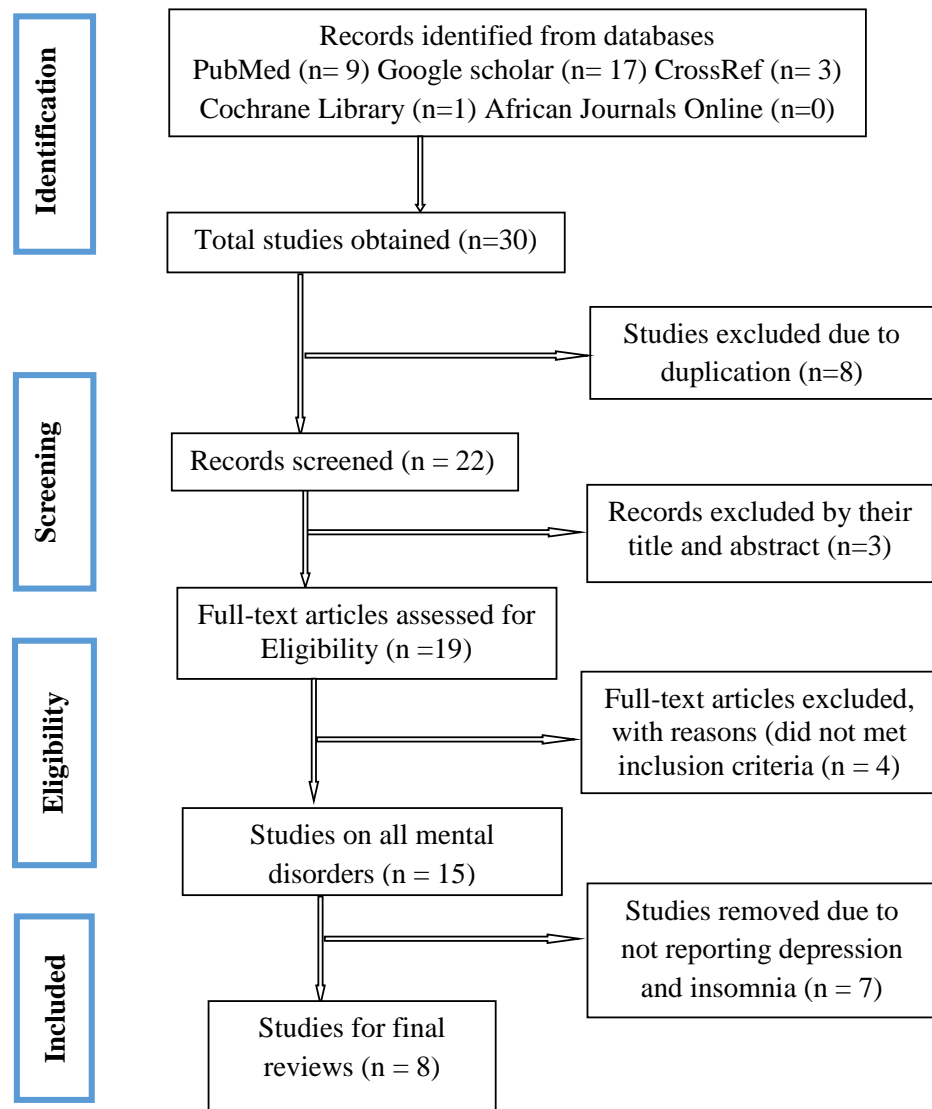 Identification
Records identified from databases
PubMed (n= 9) Google scholar (n= 17) CrossRef (n= 3)
Cochrane Library (n=1) African Journals Online (n=0)
Total studies obtained (n=30)
Studies excluded due to
duplication (n=8)
Screening
Records screened (n = 22)
Records excluded by their
title and abstract (n=3)
Full-text articles assessed for
Eligibility (n =19)
Eligibility
Full-text articles excluded,
with reasons (did not met
inclusion criteria (n = 4)
Studies on all mental
disorders (n = 15)
Included
Studies removed due to
not reporting depression
and insomnia (n = 7)
Studies for final
reviews (n = 8)